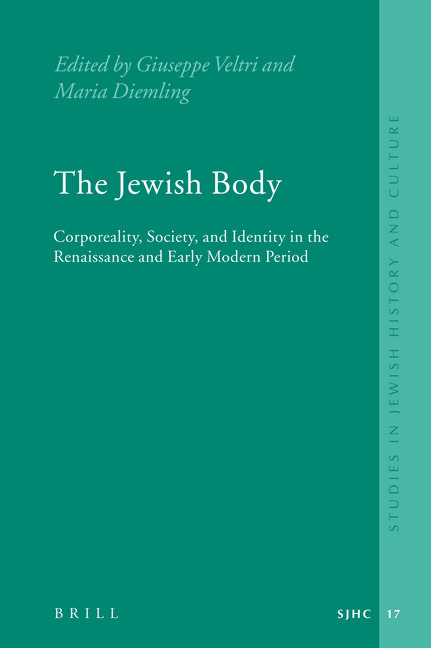 Edited by Giuseppe Veltri and
Maria Diemling
The Jewish Body
Corporeality, Society, and Identity in the
Renaissance and Early Modern Period
STUDIES IN JEWISH HISTORY AND CULTURE
BRILL
SJHC 17